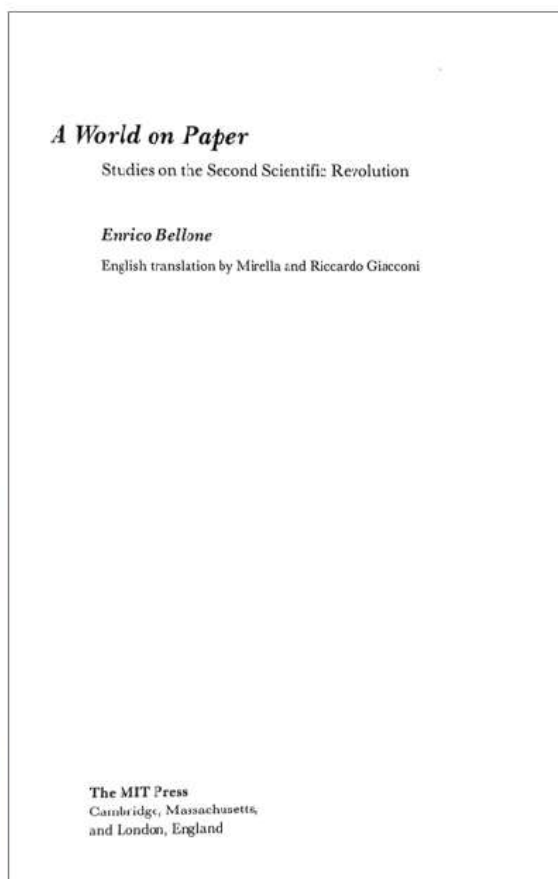 A World on Paper
Studies on the Second Scientific Revolution
Enrico Bellone
English translation by Mirella and Riccardo Giacconi
The MIT Press
Cambridge, Massachusetts,
and London, England